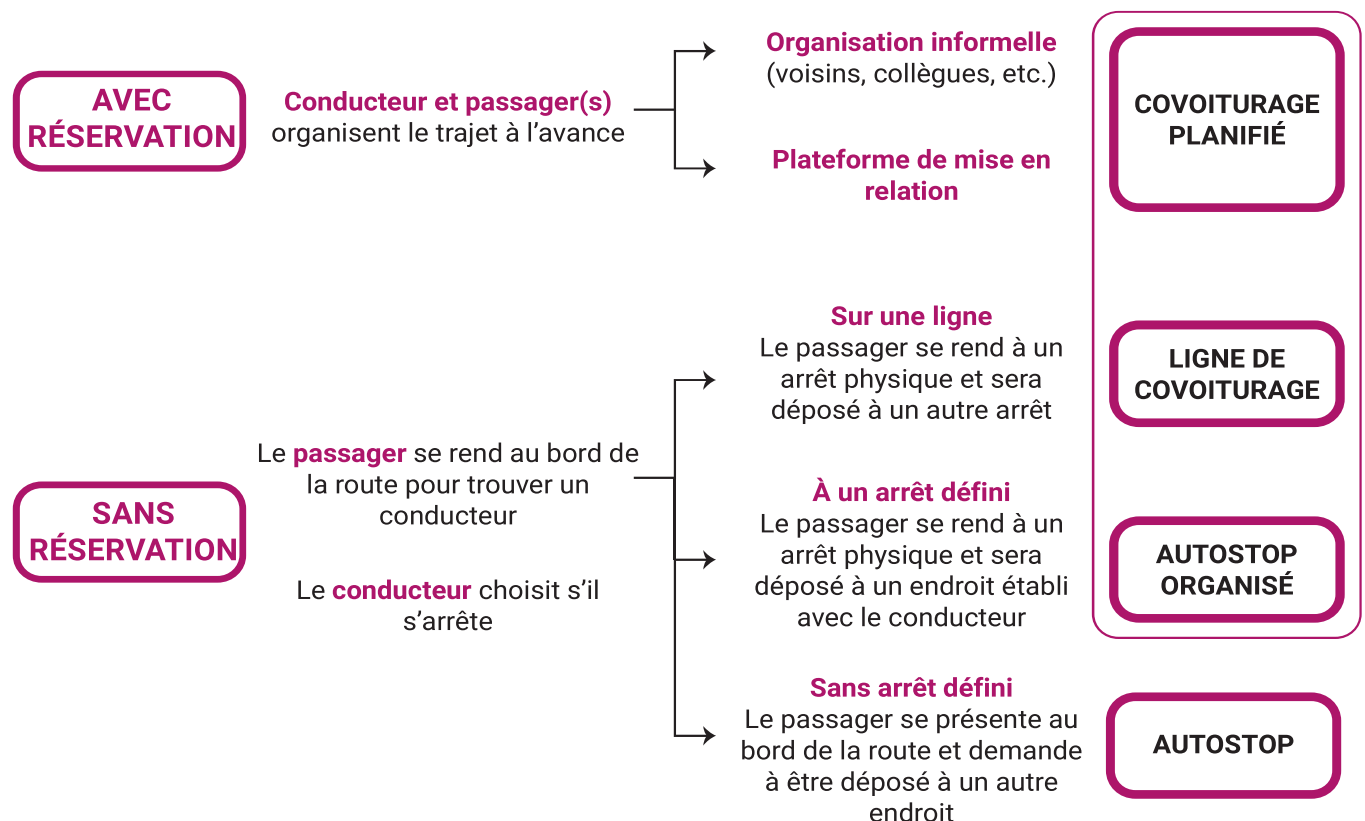 AVEC
RÉSERVATION
Conducteur et passager(s)
organisent le trajet à l’avance
Organisation informelle
(voisins, collègues, etc.)
Plateforme de mise en
relation
COVOITURAGE
PLANIFIÉ
SANS
RÉSERVATION
Le passager se rend au bord de
la route pour trouver un
conducteur
Le conducteur choisit s’il
s’arrête
Sur une ligne
Le passager se rend à un
arrêt physique et sera
déposé à un autre arrêt
LIGNE DE
COVOITURAGE
À un arrêt défini
Le passager se rend à un
arrêt physique et sera
déposé à un endroit établi
avec le conducteur
AUTOSTOP
ORGANISÉ
Sans arrêt défini
Le passager se présente au
bord de la route et demande
à être déposé à un autre
endroit
AUTOSTOP